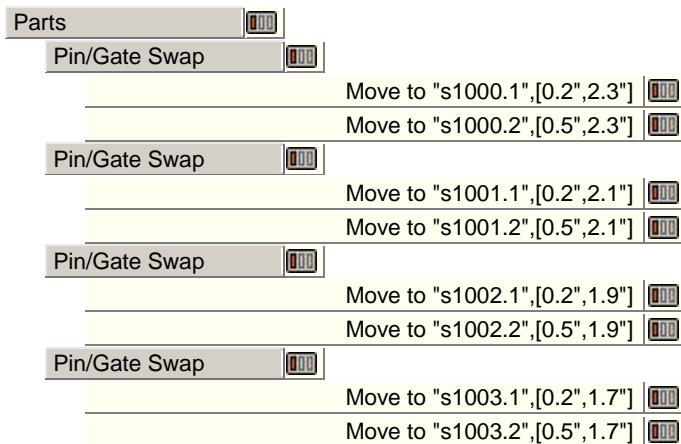 Parts
Pin/Gate Swap
Move to "s1000.1",[0.2",2.3"]
Move to "s1000.2",[0.5",2.3"]
Pin/Gate Swap
Move to "s1001.1",[0.2",2.1"]
Move to "s1001.2",[0.5",2.1"]
Pin/Gate Swap
Move to "s1002.1",[0.2",1.9"]
Move to "s1002.2",[0.5",1.9"]
Pin/Gate Swap
Move to "s1003.1",[0.2",1.7"]
Move to "s1003.2",[0.5",1.7"]